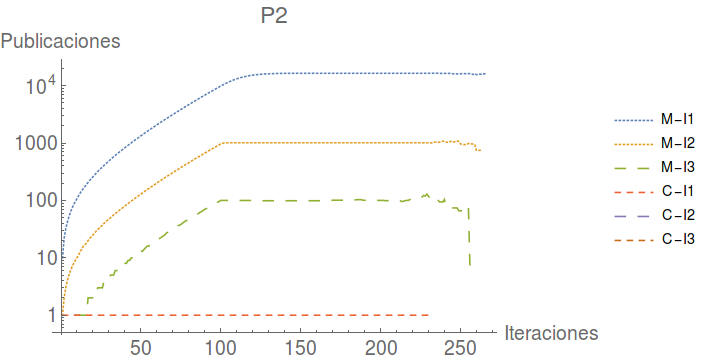 P2
Publicaciones
10^4
1000
100
10
1
50 100 150 200 250
Iteraciones
M-I1
M-I2
M-I3
C-I1
C-I2
C-I3